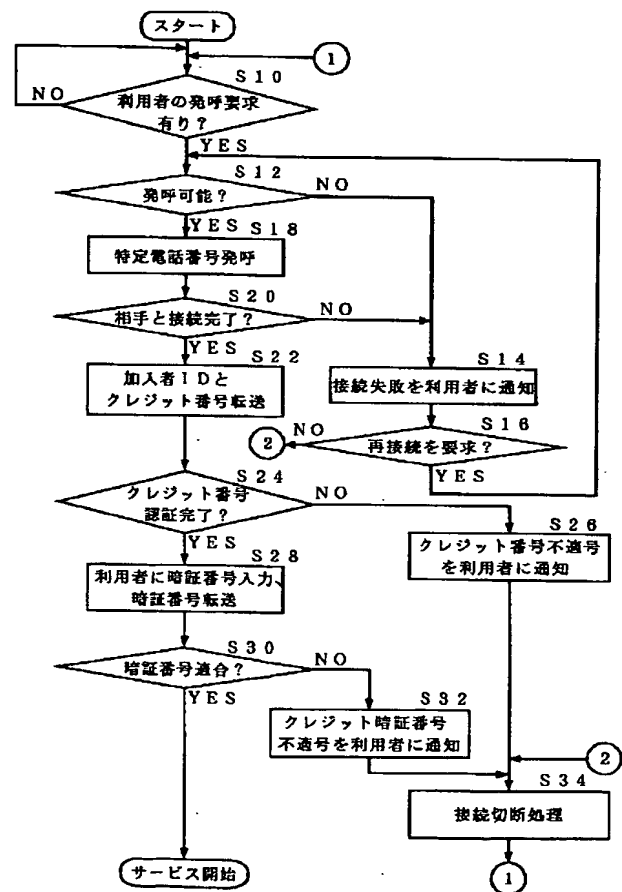 スタート
1
S10
NO
利用者の発呼要求
有り?
YES
S12
発呼可能?
NO
YES
S18
特定電話番号発呼
S20
相手と接続完了?
NO
YES
S22
加入者IDと
クレジット番号転送
S14
接続失敗を利用者に通知
S16
再接続を要求?
NO
2
YES
S24
クレジット番号
認証完了?
NO
YES
S26
クレジット番号不適号
を利用者に通知
S28
利用者に暗証番号入力、
暗証番号転送
S30
暗証番号適合?
NO
YES
S32
クレジット暗証番号
不適号を利用者に通知
2
S34
接続切断処理
サービス開始
1